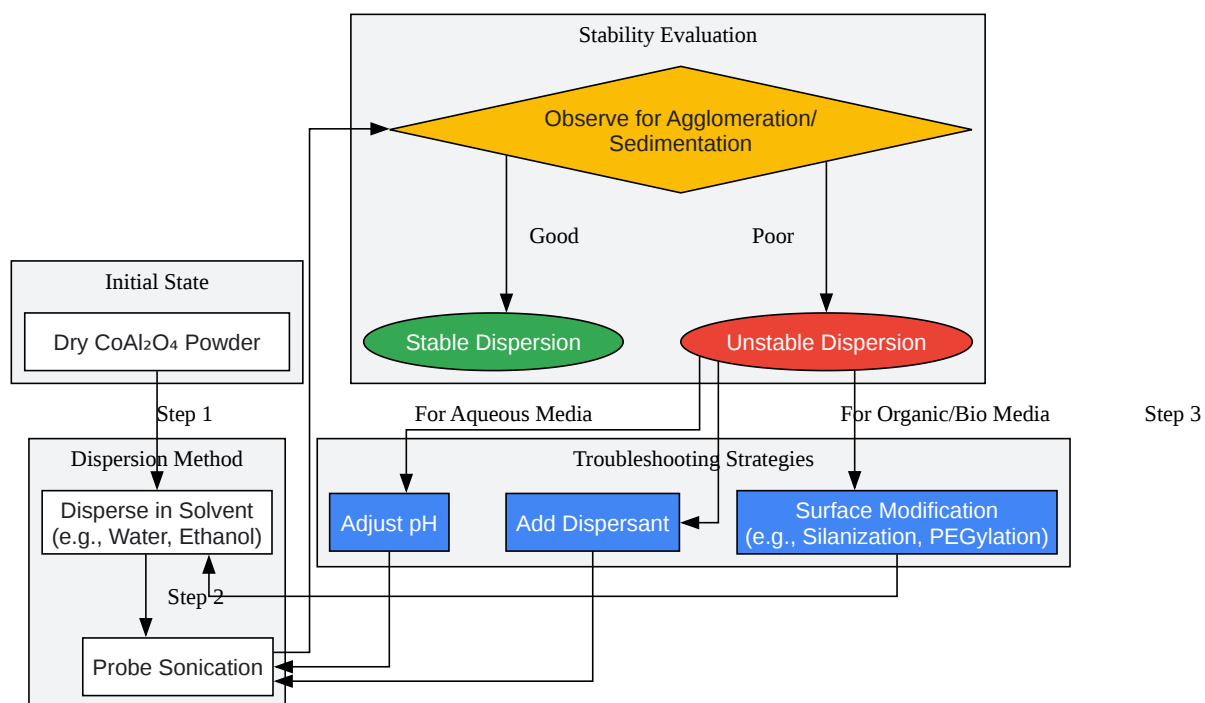 Stability Evaluation
Observe for Agglomeration/
Sedimentation
Good
Poor
Initial State
Dry CoAl₂O₄ Powder
Stable Dispersion
Unstable Dispersion
Step 1
For Aqueous Media
For Organic/Bio Media
Step 3
Dispersion Method
Troubleshooting Strategies
Disperse in Solvent
(e.g., Water, Ethanol)
Adjust pH
Add Dispersant
Surface Modification
(e.g., Silanization, PEGylation)
Step 2
Probe Sonication